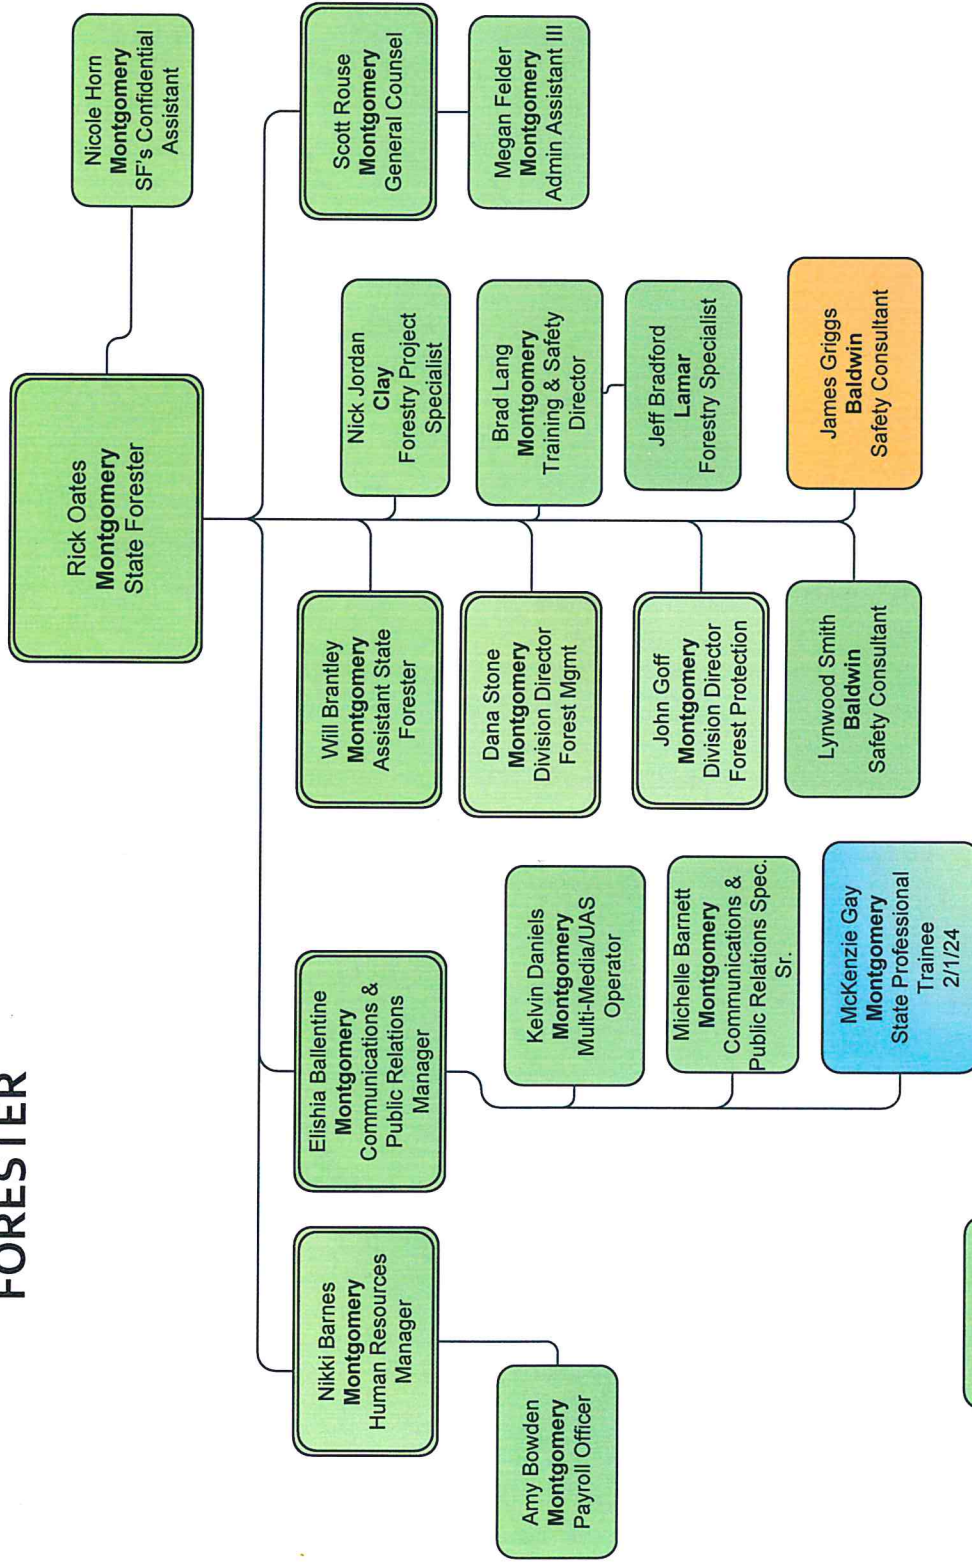 FORESTER
Rick Oates
Montgomery
State Forester
Nicole Horn
Montgomery
SF's Confidential
Assistant
Nikki Barnes
Montgomery
Human Resources
Manager
Amy Bowden
Montgomery
Payroll Officer
Elishia Ballentine
Montgomery
Communications &
Public Relations
Manager
Kelvin Daniels
Montgomery
Multi-Media/UAS
Operator
Michelle Barnett
Montgomery
Communications &
Public Relations Spec.
Sr.
McKenzie Gay
Montgomery
State Professional
Trainee
2/1/24
Will Brantley
Montgomery
Assistant State
Forester
Dana Stone
Montgomery
Division Director
Forest Mgmt
John Goff
Montgomery
Division Director
Forest Protection
Lynwood Smith
Baldwin
Safety Consultant
Nick Jordan
Clay
Forestry Project
Specialist
Brad Lang
Montgomery
Training & Safety
Director
Jeff Bradford
Lamar
Forestry Specialist
James Griggs
Baldwin
Safety Consultant
Scott Rouse
Montgomery
General Counsel
Megan Felder
Montgomery
Admin Assistant III